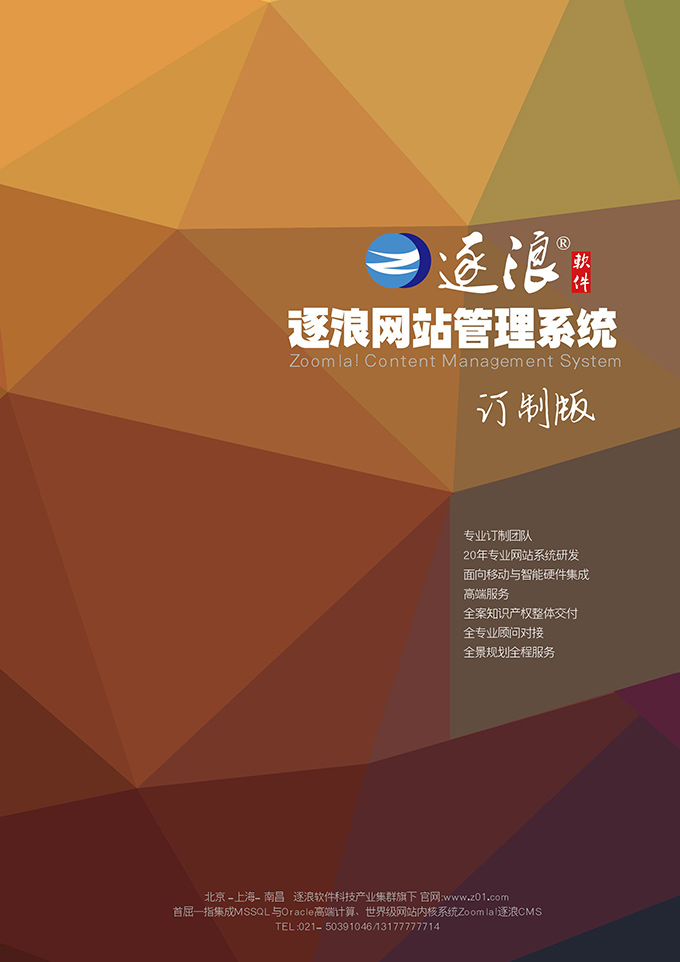 逐浪®
軟件
逐浪网站管理系统
Zoomla! Content Management System
订制版
专业订制团队
20年专业网站系统研发
面向移动与智能硬件集成
高端服务
全案知识产权整体交付
全专业顾问对接
全景规划全程服务
北京-上海-南昌 逐浪软件科技产业集群旗下 官网:www.z01.com
首屈一指集成MSSQL与Oracle高端计算、世界级网站内核系统Zoomla!逐浪CMS
TEL:021-50391046/13177777714